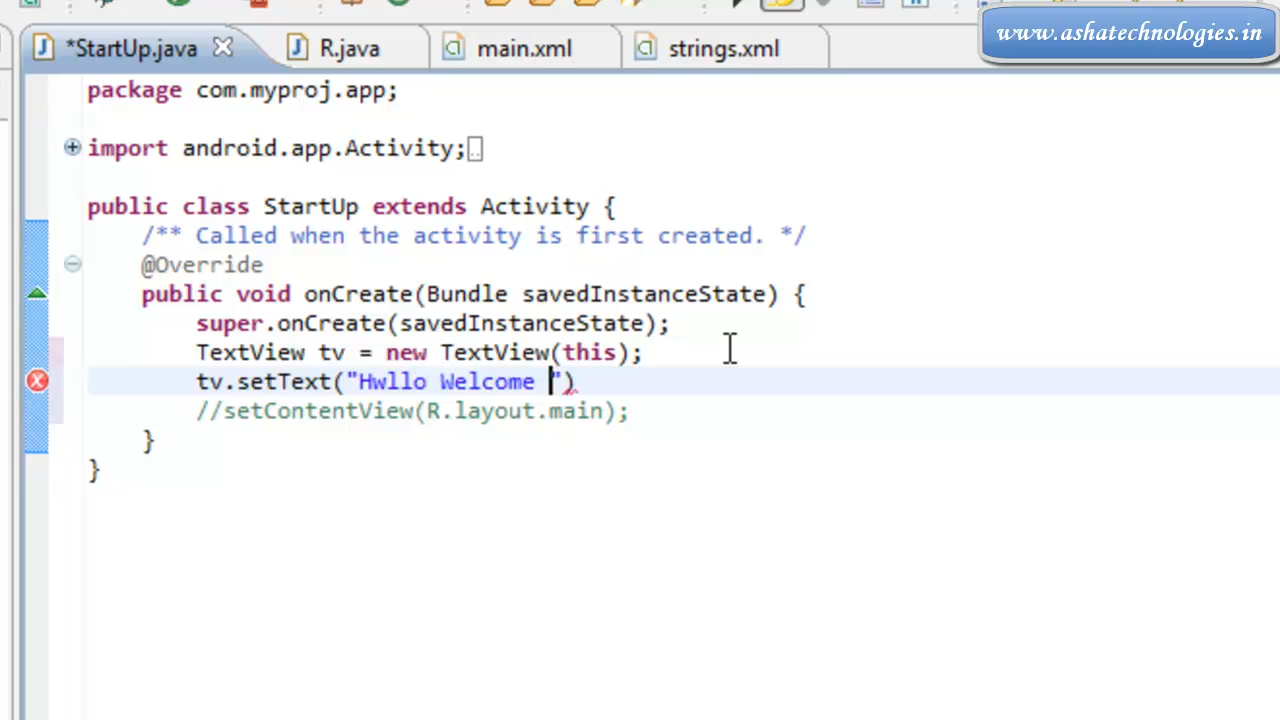 www.ashatechnologies.in
*StartUp.java R.java main.xml strings.xml
package com.myproj.app;
import android.app.Activity;
public class StartUp extends Activity {
/** Called when the activity is first created. */
@Override
public void onCreate(Bundle savedInstanceState) {
super.onCreate(savedInstanceState);
TextView tv = new TextView(this);
tv.setText("Hwllo Welcome ")
//setContentView(R.layout.main);
}
}